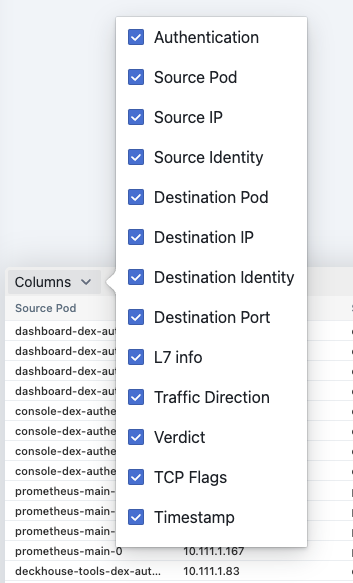 Authentication
Source Pod
Source IP
Source Identity
Destination Pod
Destination IP
Destination Identity
Destination Port
L7 info
Traffic Direction
Verdict
TCP Flags
Timestamp
Columns
Source Pod
dashboard-dex-aut
dashboard-dex-aut
dashboard-dex-aut
dashboard-dex-aut
console-dex-authe
console-dex-authe
console-dex-authe
console-dex-authe
prometheus-main-
prometheus-main-
prometheus-main-
prometheus-main-0 10.111.1.167
deckhouse-tools-dex-aut... 10.111.1.83